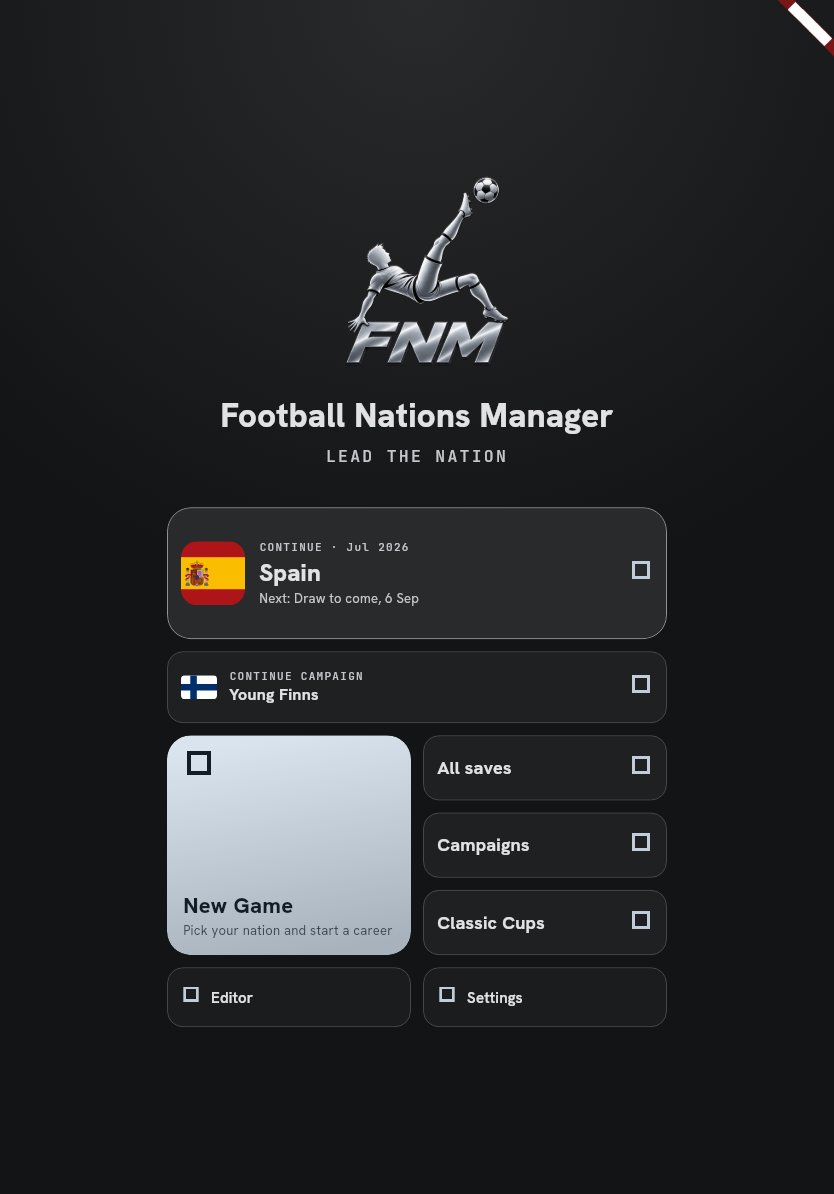 FNM
Football Nations Manager
LEAD THE NATION
CONTINUE · Jul 2026
Spain
Next: Draw to come, 6 Sep
CONTINUE CAMPAIGN
Young Finns
New Game
Pick your nation and start a career
All saves
Campaigns
Classic Cups
Editor
Settings